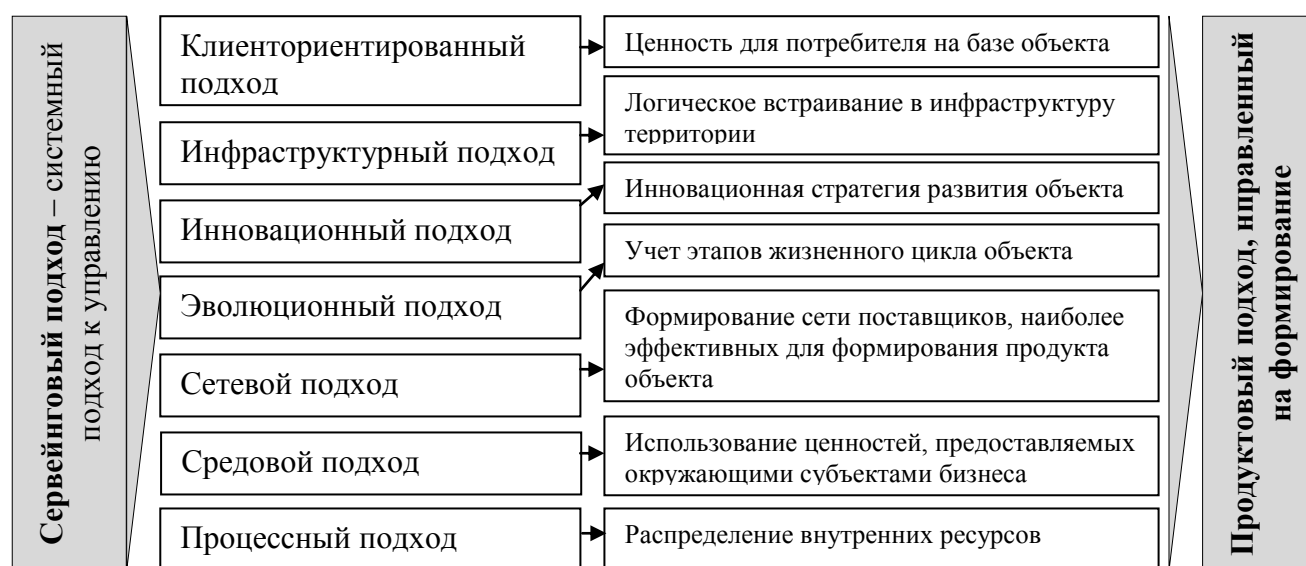 Сервейнговый подход – системный
подход к управлению
Клиенториентированный
подход
Ценность для потребителя на базе объекта
Инфраструктурный подход
Логическое встраивание в инфраструктуру
территории
Инновационный подход
Инновационная стратегия развития объекта
Эволюционный подход
Учет этапов жизненного цикла объекта
Сетевой подход
Формирование сети поставщиков, наиболее
эффективных для формирования продукта
объекта
Средовой подход
Использование ценностей, предоставляемых
окружающими субъектами бизнеса
Процессный подход
Распределение внутренних ресурсов
Продуктовый подход, нправленный
на формирование